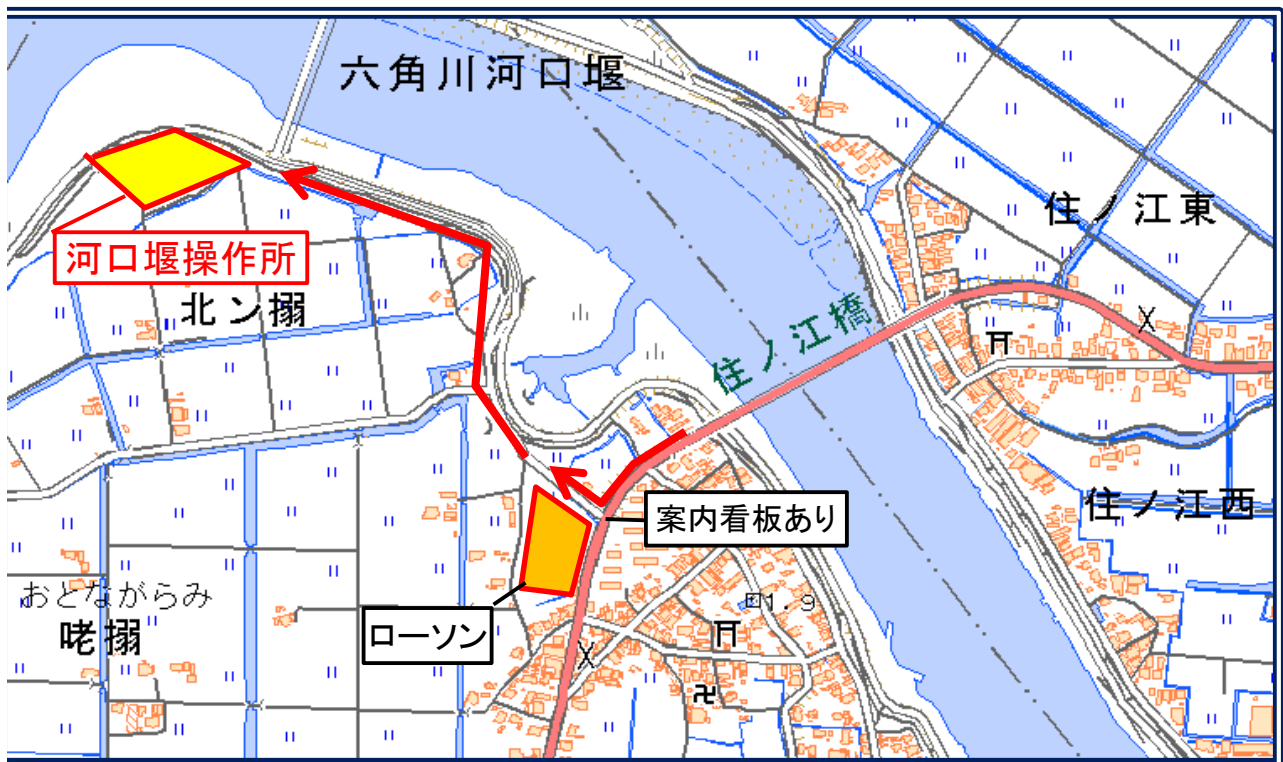 六角川河口堰
住ノ江東
河口堰操作所
北ン搦
住ノ江橋
住ノ江西
案内看板あり
おとながらみ
咾搦
ローソン
1.9